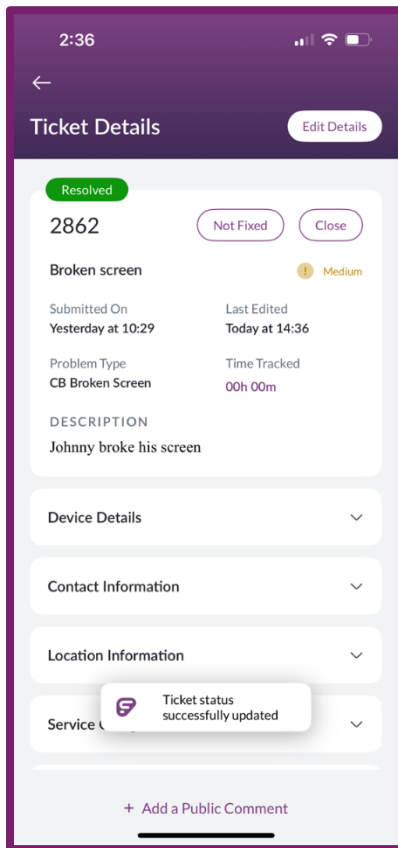 2:36
Ticket Details
Edit Details
Resolved
2862
Not Fixed
Close
Broken screen
! Medium
Submitted On
Last Edited
Yesterday at 10:29
Today at 14:36
Problem Type
Time Tracked
CB Broken Screen
00h 00m
DESCRIPTION
Johnny broke his screen
Device Details
Contact Information
Location Information
Ticket status
successfully updated
Service
+ Add a Public Comment